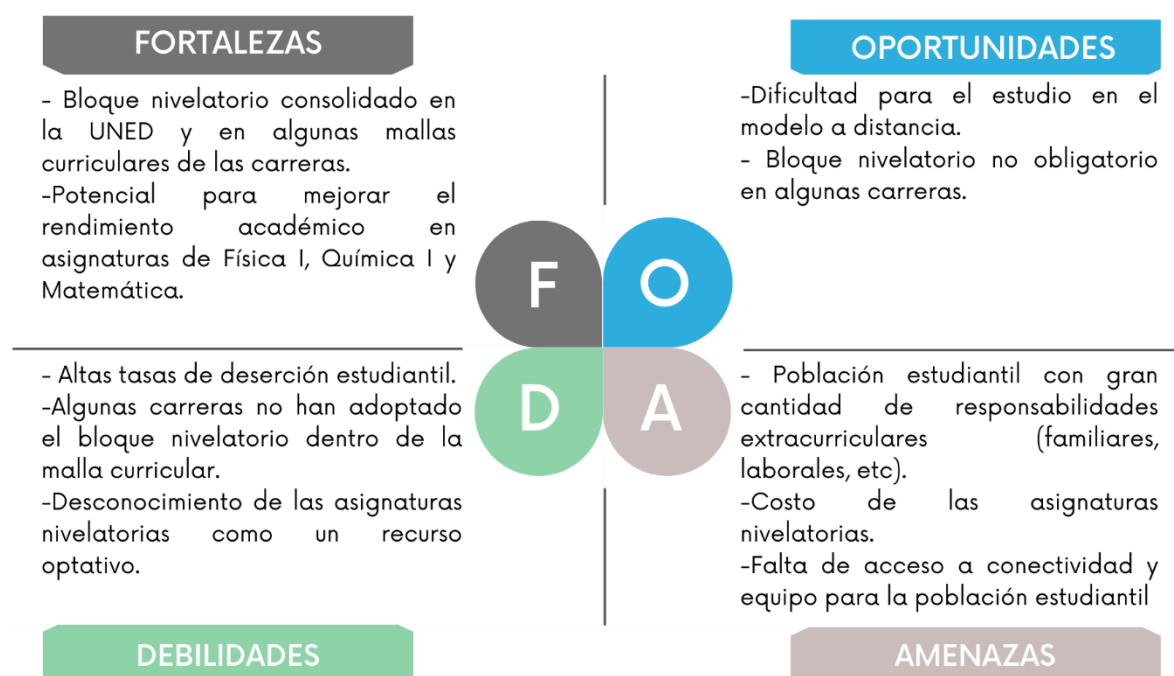 FORTALEZAS
- Bloque nivelatorio consolidado en
la UNED y en algunas mallas
curriculares de las carreras.
-Potencial para mejorar el
rendimiento académico en
asignaturas de Física I, Química I y
Matemática.
OPORTUNIDADES
-Dificultad para el estudio en el
modelo a distancia.
- Bloque nivelatorio no obligatorio
en algunas carreras.
F
O
D
A
- Altas tasas de deserción estudiantil.
-Algunas carreras no han adoptado
el bloque nivelatorio dentro de la
malla curricular.
-Desconocimiento de las asignaturas
nivelatorias como un recurso
optativo.
DEBILIDADES
- Población estudiantil con gran
cantidad de responsabilidades
extracurriculares (familiares,
laborales, etc).
-Costo de las asignaturas
nivelatorias.
-Falta de acceso a conectividad y
equipo para la población estudiantil
AMENAZAS